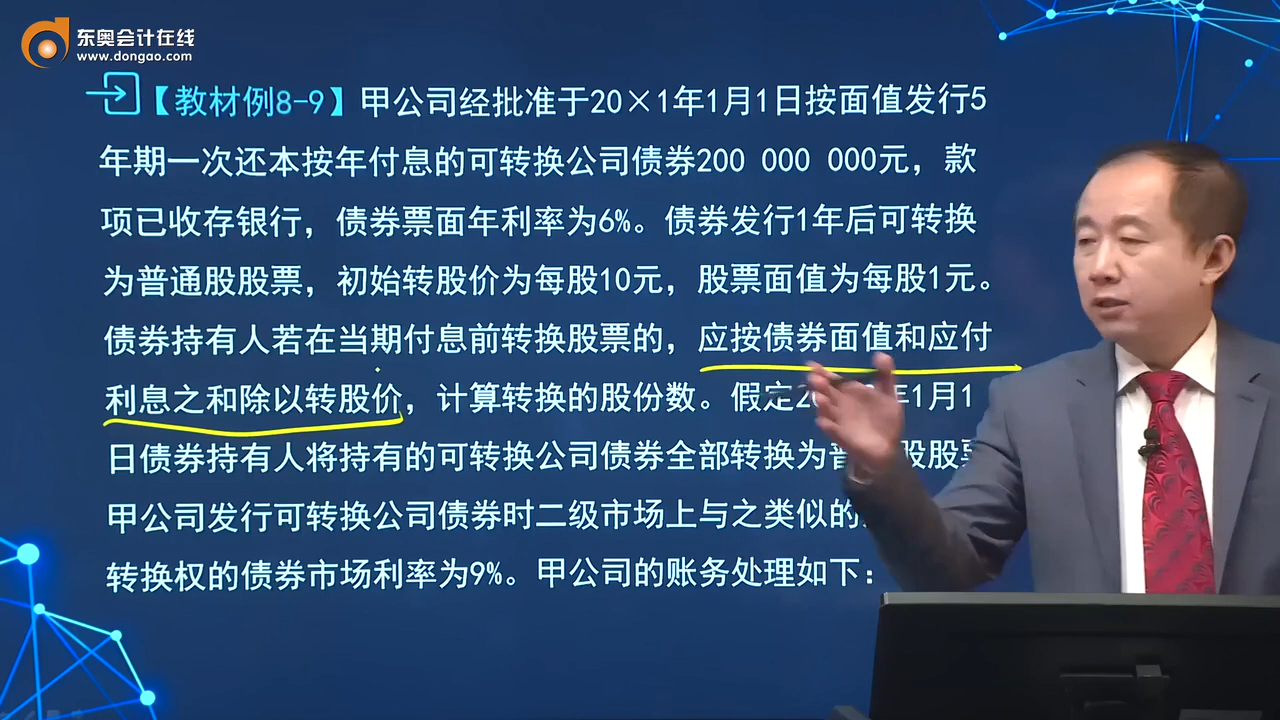 东奥会计在线
www.dongao.com
【教材例8-9】甲公司经批准于20×1年1月1日按面值发行5
年期一次还本按年付息的可转换公司债券200 000 000元，款
项已收存银行，债券票面年利率为6%。债券发行1年后可转换
为普通股股票，初始转股价为每股10元，股票面值为每股1元。
债券持有人若在当期付息前转换股票的，应按债券面值和应付
利息之和除以转股价，计算转换的股份数。假定2 年1月1
日债券持有人将持有的可转换公司债券全部转换为普 股股
甲公司发行可转换公司债券时二级市场上与之类似的
转换权的债券市场利率为9%。甲公司的账务处理如下：